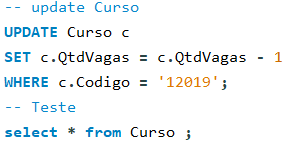 -- update Curso
UPDATE Curso c
SET c.QtdVagas = c.QtdVagas - 1
WHERE c.Codigo = '12019';
-- Teste
select * from Curso ;